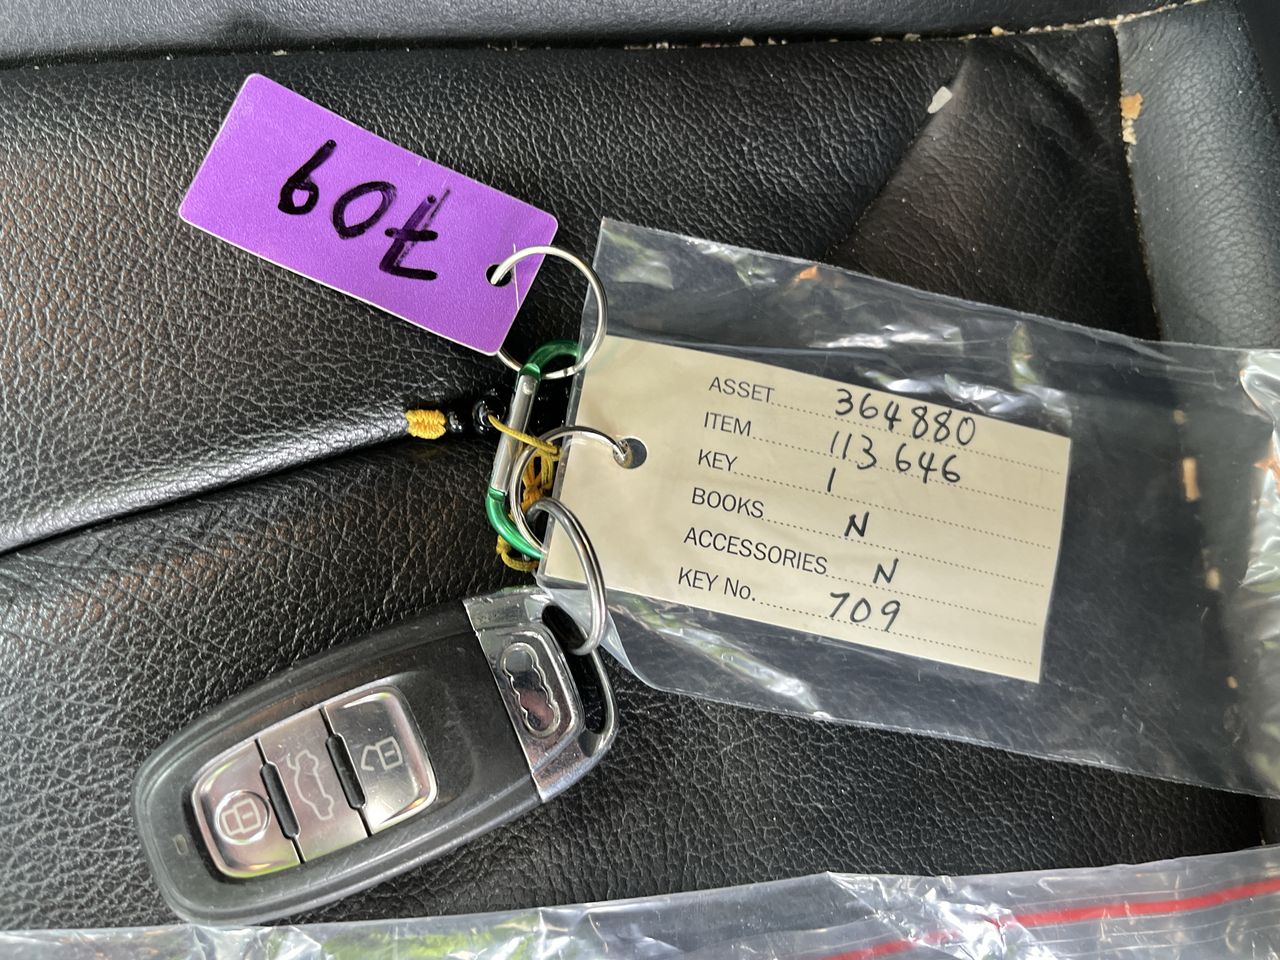 709
ASSET 364880
ITEM 113646
KEY 1
BOOKS N
ACCESSORIES N
KEY No. 709